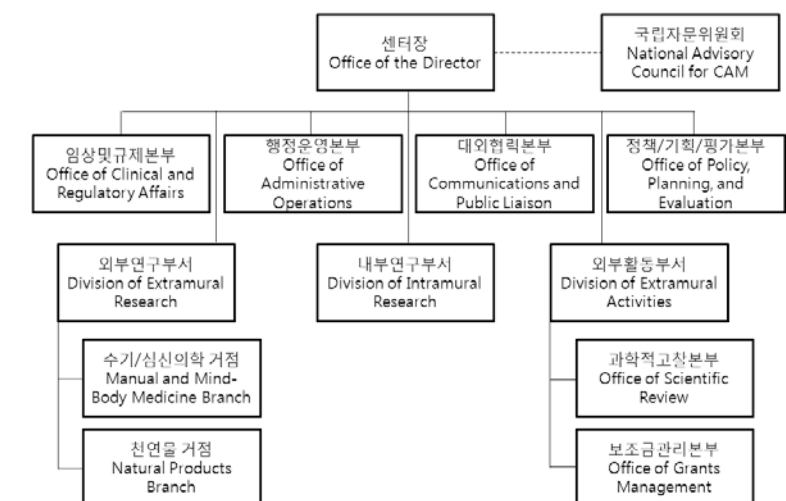 센터장
Office of the Director
국립자문위원회
National Advisory
Council for CAM
임상및규제본부
Office of Clinical and
Regulatory Affairs
행정운영본부
Office of
Administrative
Operations
대외협력본부
Office of
Communications and
Public Liaison
정책/기획/평가본부
Office of Policy,
Planning, and
Evaluation
외부연구부서
Division of Extramural
Research
내부연구부서
Division of Intramural
Research
외부활동부서
Division of Extramural
Activities
수기/심신의학 거점
Manual and Mind-
Body Medicine Branch
과학적고찰본부
Office of Scientific
Review
천연물 거점
Natural Products
Branch
보조금관리본부
Office of Grants
Management